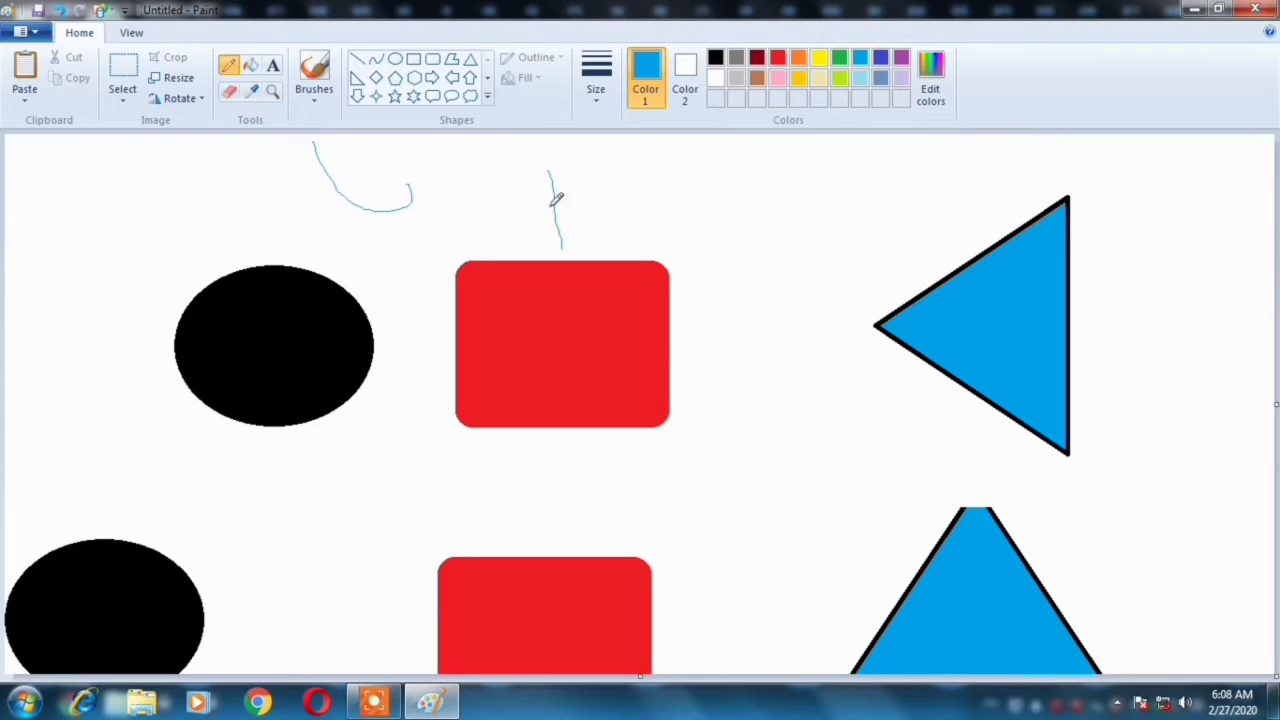 Untitled - Paint
Home View
Paste Cut Copy Clipboard
Select Crop Resize Rotate Image
A Tools
Brushes
Outline Fill Shapes
Size
Color 1 Color 2 Edit colors Colors
6:08 AM
2/27/2020